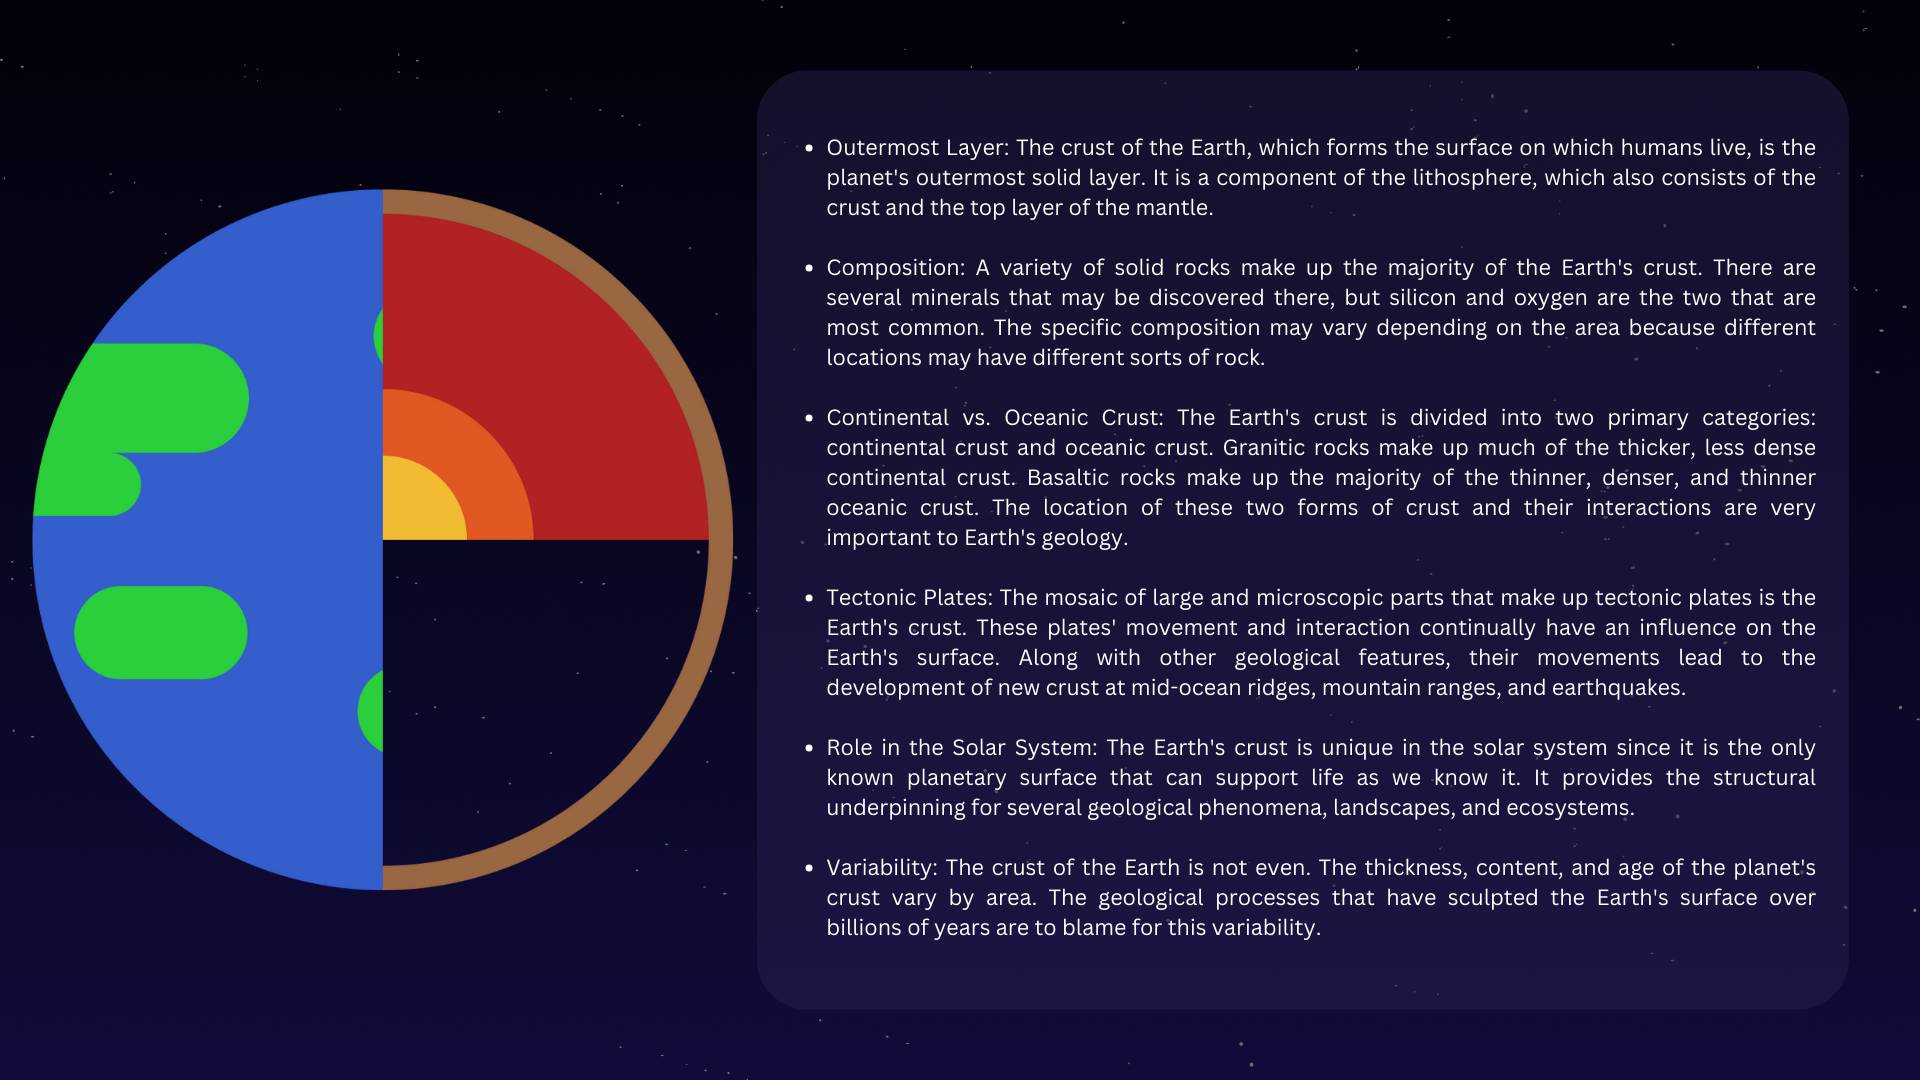 • Outermost Layer: The crust of the Earth, which forms the surface on which humans live, is the
planet's outermost solid layer. It is a component of the lithosphere, which also consists of the
crust and the top layer of the mantle.
• Composition: A variety of solid rocks make up the majority of the Earth's crust. There are
several minerals that may be discovered there, but silicon and oxygen are the two that are
most common. The specific composition may vary depending on the area because different
locations may have different sorts of rock.
• Continental vs. Oceanic Crust: The Earth's crust is divided into two primary categories:
continental crust and oceanic crust. Granitic rocks make up much of the thicker, less dense
continental crust. Basaltic rocks make up the majority of the thinner, denser, and thinner
oceanic crust. The location of these two forms of crust and their interactions are very
important to Earth's geology.
• Tectonic Plates: The mosaic of large and microscopic parts that make up tectonic plates is the
Earth's crust. These plates' movement and interaction continually have an influence on the
Earth's surface. Along with other geological features, their movements lead to the
development of new crust at mid-ocean ridges, mountain ranges, and earthquakes.
• Role in the Solar System: The Earth's crust is unique in the solar system since it is the only
known planetary surface that can support life as we know it. It provides the structural
underpinning for several geological phenomena, landscapes, and ecosystems.
• Variability: The crust of the Earth is not even. The thickness, content, and age of the planet's
crust vary by area. The geological processes that have sculpted the Earth's surface over
billions of years are to blame for this variability.